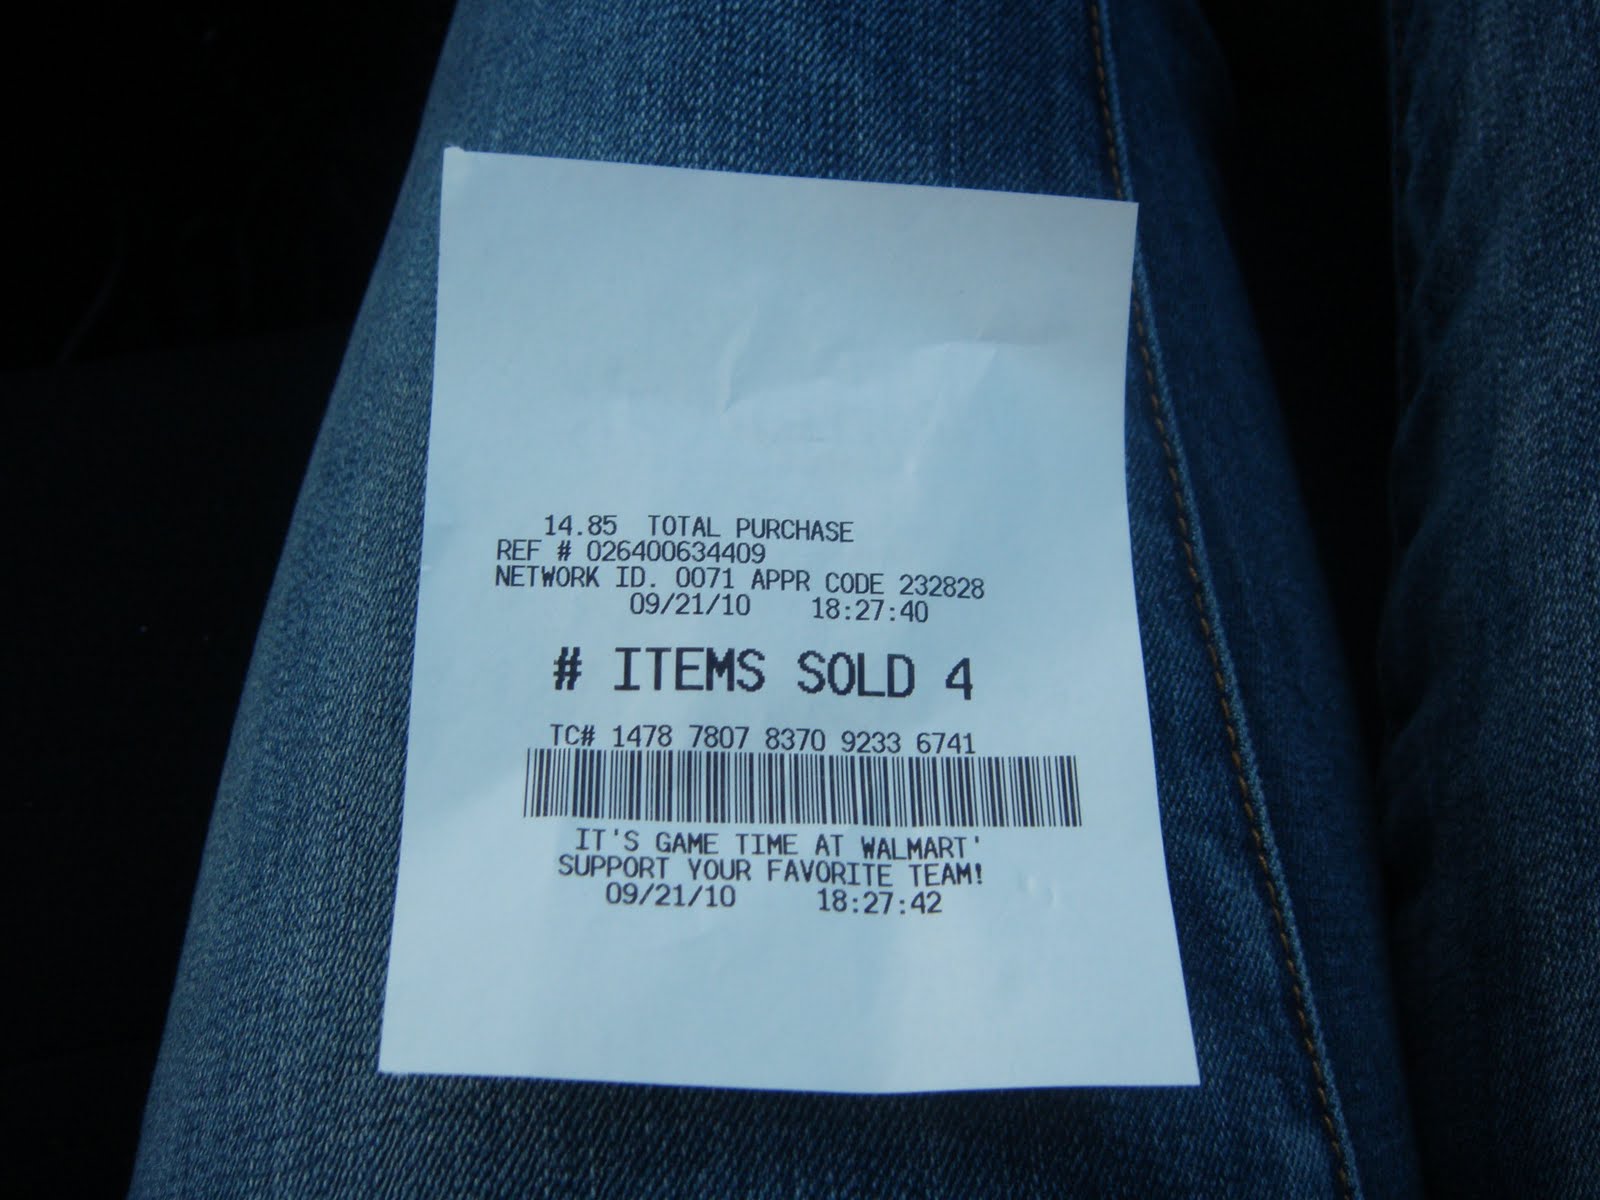 14.85 TOTAL PURCHASE
REF # 026400634409
NETWORK ID. 0071 APPR CODE 232828
09/21/10 18:27:40
# ITEMS SOLD 4
TC# 1478 7807 8370 9233 6741
IT'S GAME TIME AT WALMART'
SUPPORT YOUR FAVORITE TEAM!
09/21/10 18:27:42